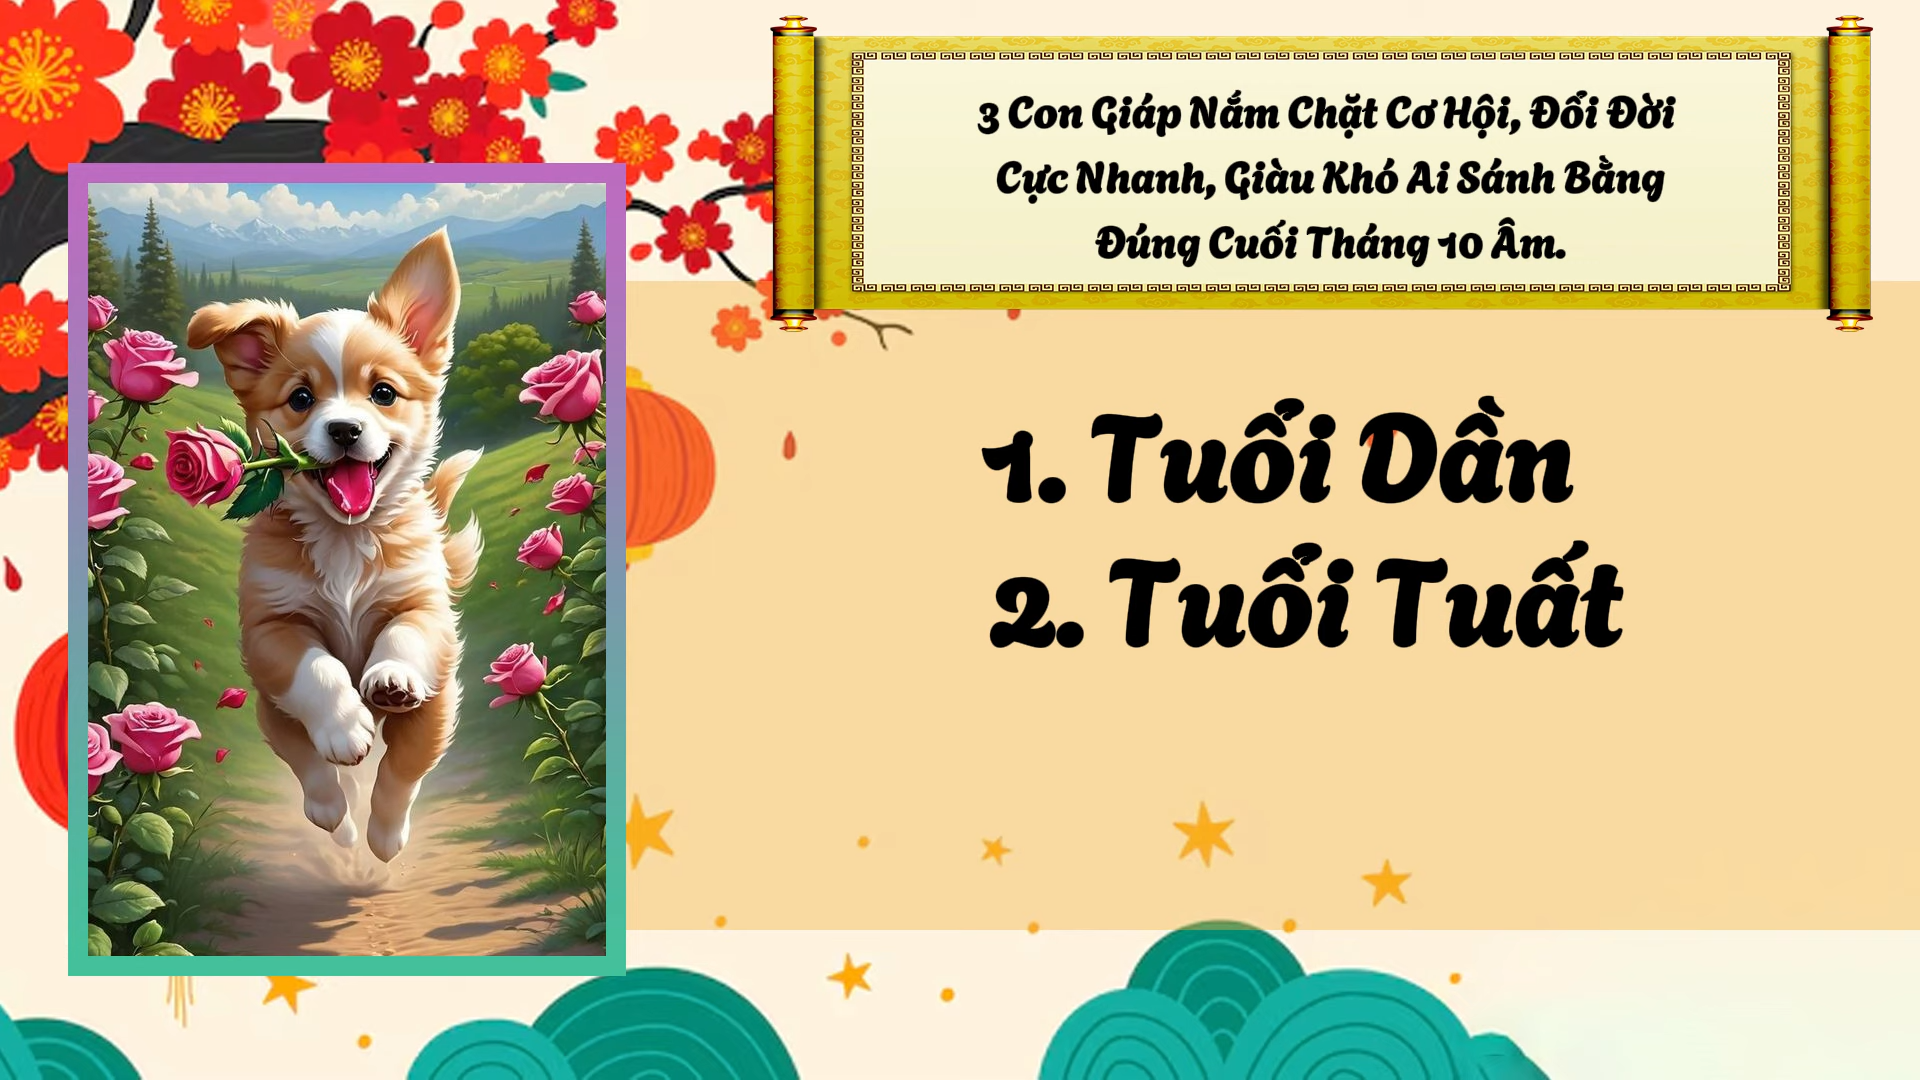 3 Con Giáp Nắm Chặt Cơ Hội, Đổi Đời
Cực Nhanh, Giàu Khó Ai Sánh Bằng
Đúng Cuối Tháng 10 Âm.
1. Tuổi Dần
2. Tuổi Tuất